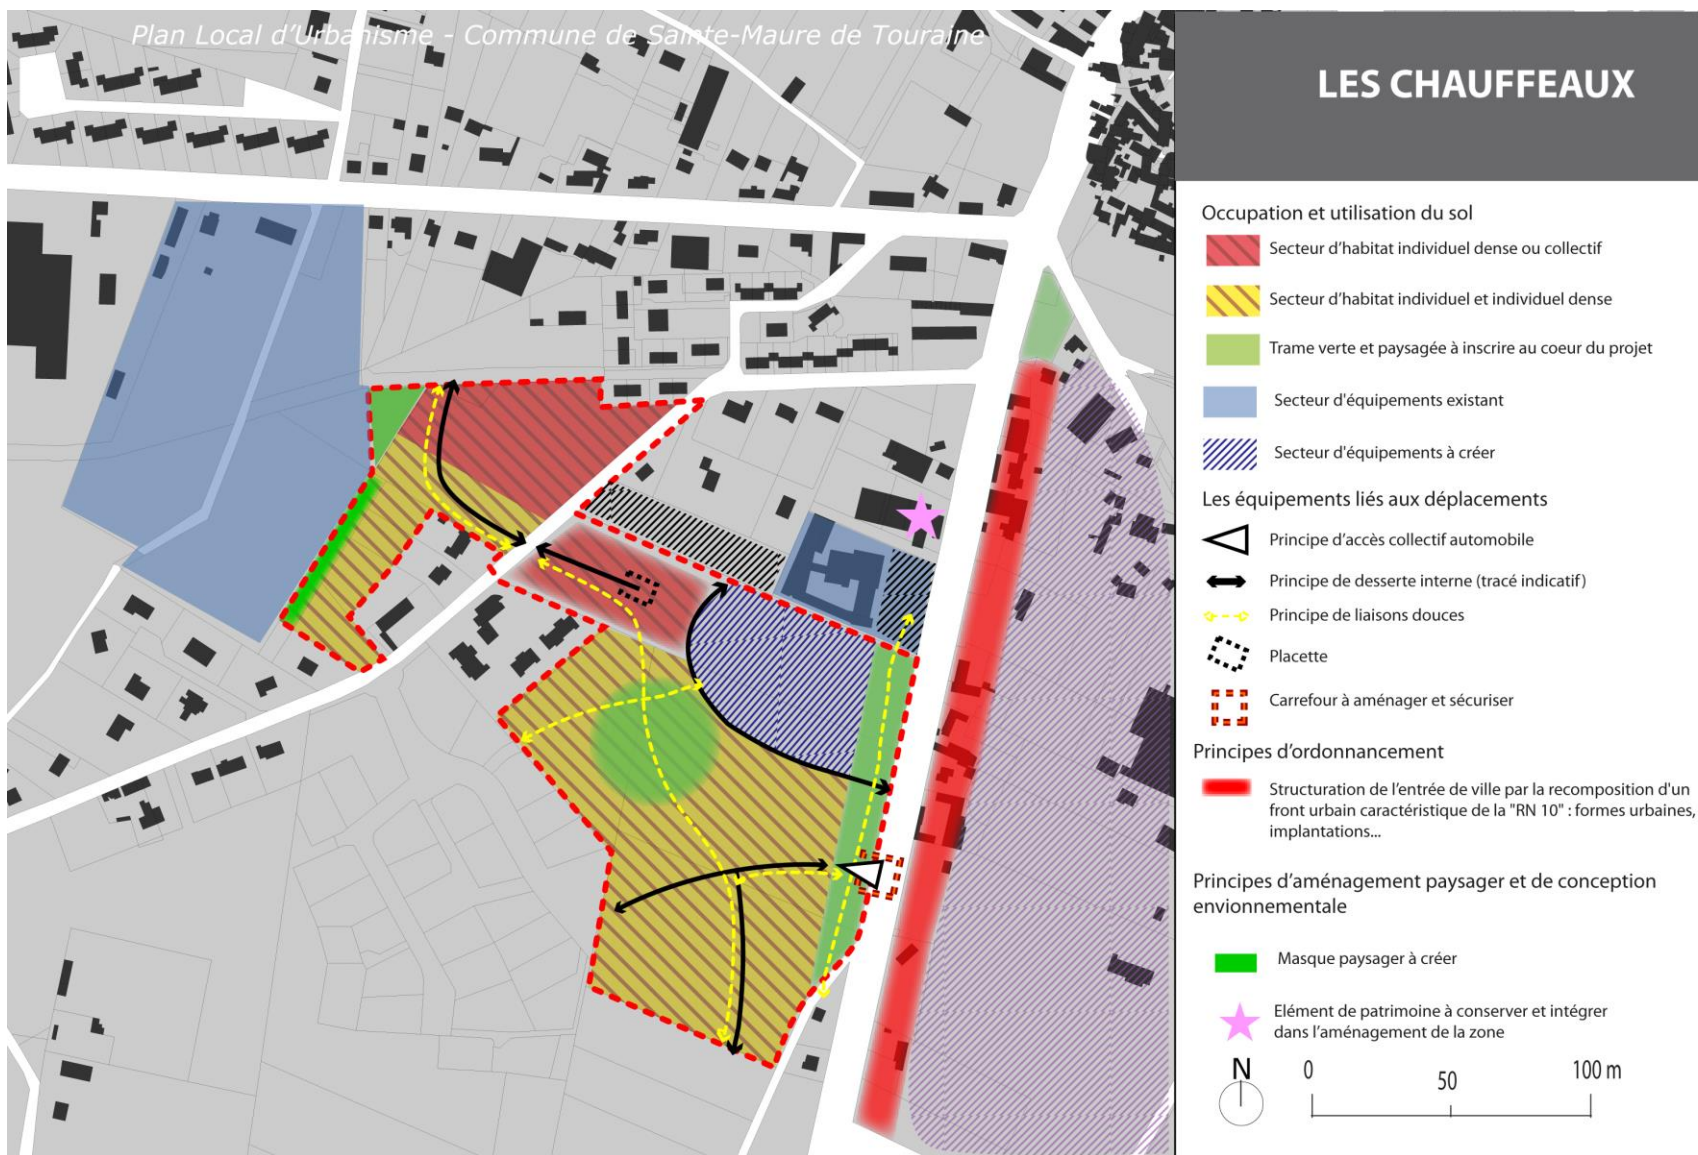 Plan Local d'Urbanisme - Commune de Sainte-Maure de Touraine
LES CHAUFFEAUX
Occupation et utilisation du sol
Secteur d'habitat individuel dense ou collectif
Secteur d'habitat individuel et individuel dense
Trame verte et paysagée à inscrire au coeur du projet
Secteur d'équipements existant
Secteur d'équipements à créer
Les équipements liés aux déplacements
Principe d'accès collectif automobile
Principe de desserte interne (tracé indicatif)
Principe de liaisons douces
Placette
Carrefour à aménager et sécuriser
Principes d'ordonnancement
Structuration de l'entrée de ville par la recomposition d'un
front urbain caractéristique de la "RN 10" : formes urbaines,
implantations...
Principes d'aménagement paysager et de conception
envionnementale
Masque paysager à créer
Elément de patrimoine à conserver et intégrer
dans l'aménagement de la zone
N
0
50
100 m